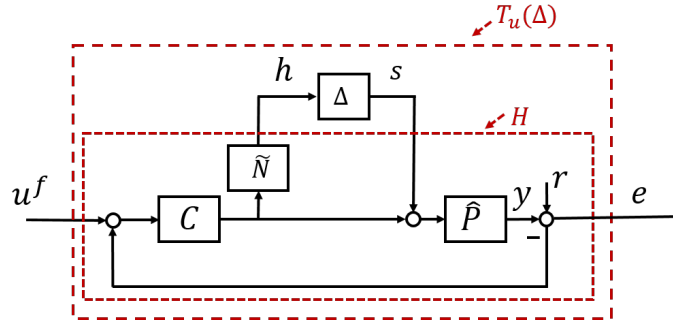 T_u(Δ)
h Δ s
H
Ñ
u^f C P̂ y r e
−